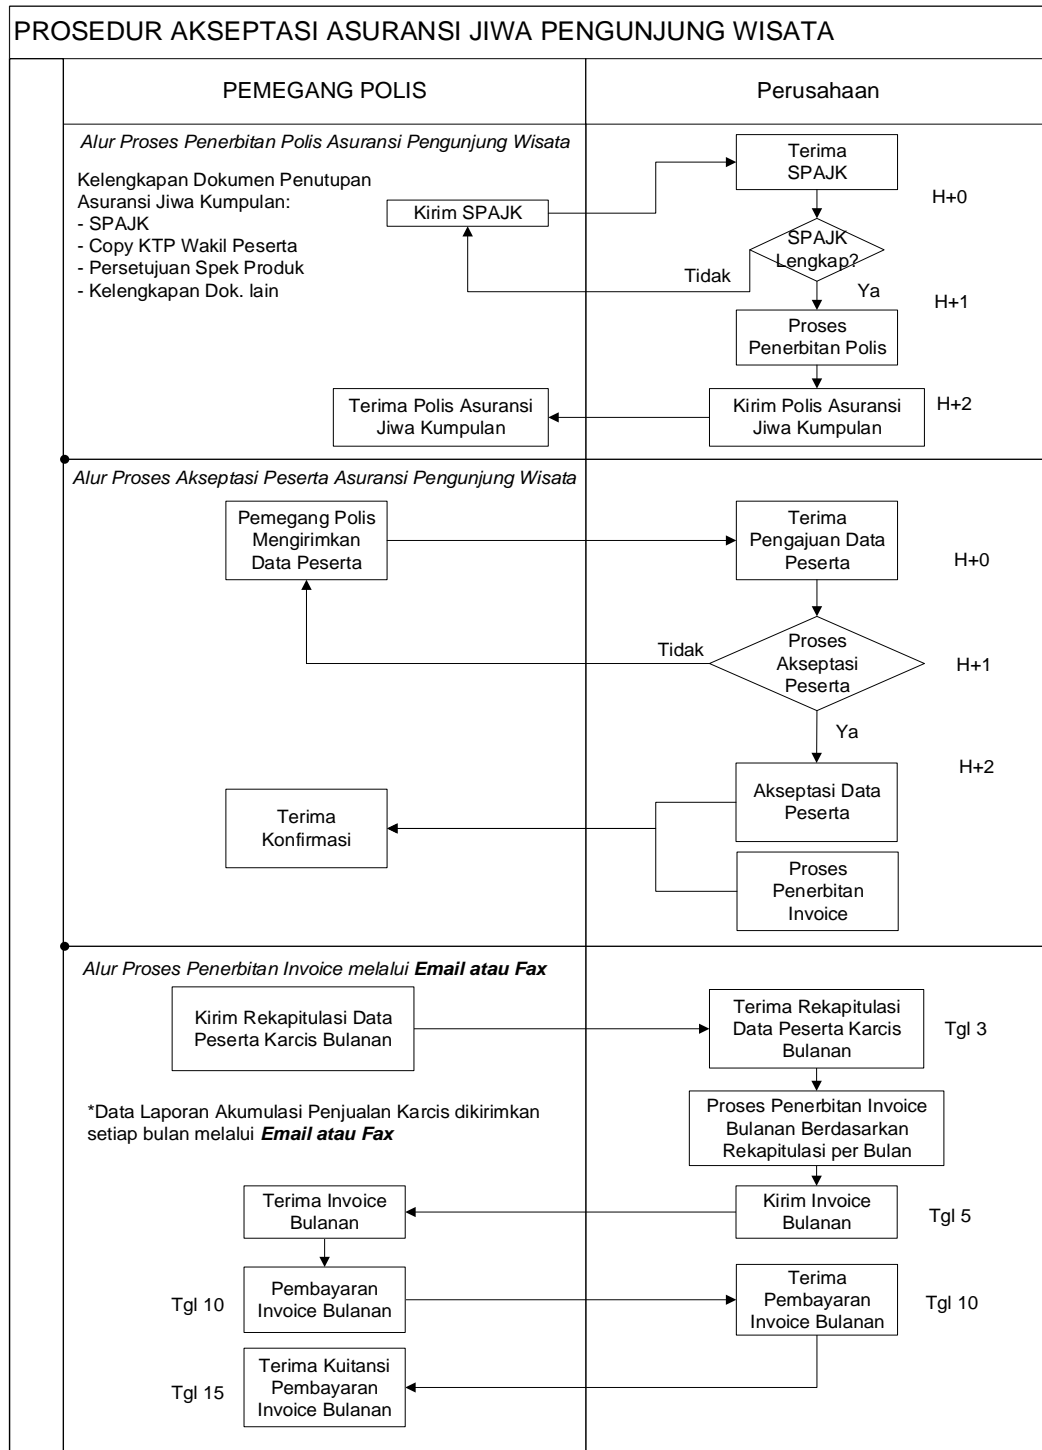 PROSEDUR AKSEPTASI ASURANSI JIWA PENGUNJUNG WISATA
PEMEGANG POLIS
Perusahaan
Alur Proses Penerbitan Polis Asuransi Pengunjung Wisata
Kelengkapan Dokumen Penutupan
Asuransi Jiwa Kumpulan:
- SPAJK
- Copy KTP Wakil Peserta
- Persetujuan Spek Produk
- Kelengkapan Dok. lain
Kirim SPAJK
Terima
SPAJK
H+0
SPAJK
Lengkap?
Tidak
Ya
H+1
Proses
Penerbitan Polis
Terima Polis Asuransi
Jiwa Kumpulan
Kirim Polis Asuransi
Jiwa Kumpulan
H+2
Alur Proses Akseptasi Peserta Asuransi Pengunjung Wisata
Pemegang Polis
Mengirimkan
Data Peserta
Terima
Pengajuan Data
Peserta
H+0
Tidak
Proses
Akseptasi
Peserta
H+1
Ya
H+2
Akseptasi Data
Peserta
Terima
Konfirmasi
Proses
Penerbitan
Invoice
Alur Proses Penerbitan Invoice melalui Email atau Fax
Kirim Rekapitulasi Data
Peserta Karcis Bulanan
Terima Rekapitulasi
Data Peserta Karcis
Bulanan
Tgl 3
*Data Laporan Akumulasi Penjualan Karcis dikirimkan
setiap bulan melalui Email atau Fax
Proses Penerbitan Invoice
Bulanan Berdasarkan
Rekapitulasi per Bulan
Terima Invoice
Bulanan
Kirim Invoice
Bulanan
Tgl 5
Tgl 10
Pembayaran
Invoice Bulanan
Terima
Pembayaran
Invoice Bulanan
Tgl 10
Tgl 15
Terima Kuitansi
Pembayaran
Invoice Bulanan